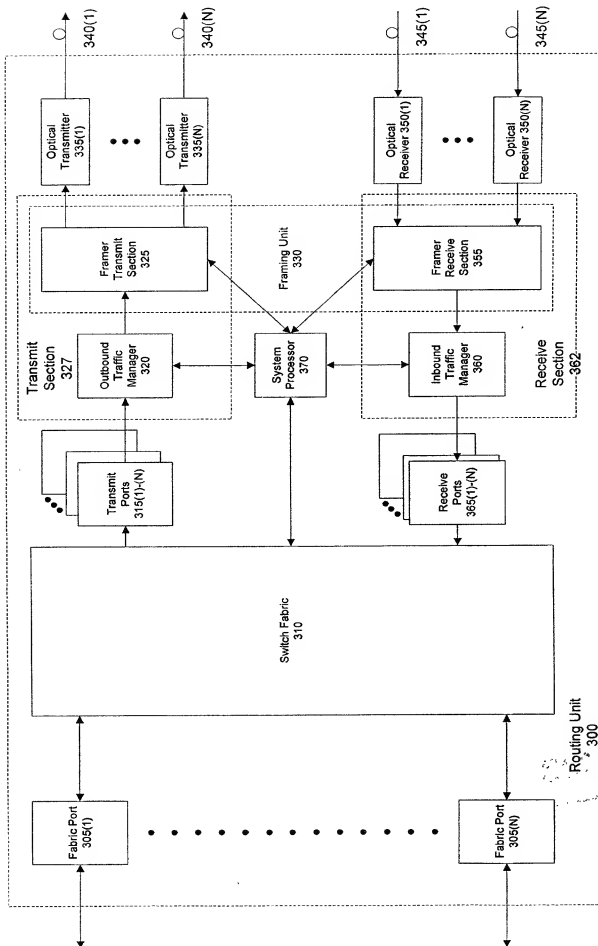 340(1)
340(N)
345(1)
345(N)
Optical
Transmitter
335(1)
Optical
Transmitter
335(N)
Optical
Receiver 350(1)
Optical
Receiver 350(N)
Framer
Transmit
Section
325
Framing Unit
330
Framer
Receive
Section
355
Transmit
Section
327
Outbound
Traffic
Manager
320
System
Processor
370
Inbound
Traffic
Manager
360
Receive
Section
362
Transmit
Ports
315(1)-(N)
Receive
Ports
365(1)-(N)
Switch Fabric
310
Routing Unit
300
Fabric Port
305(1)
Fabric Port
305(N)